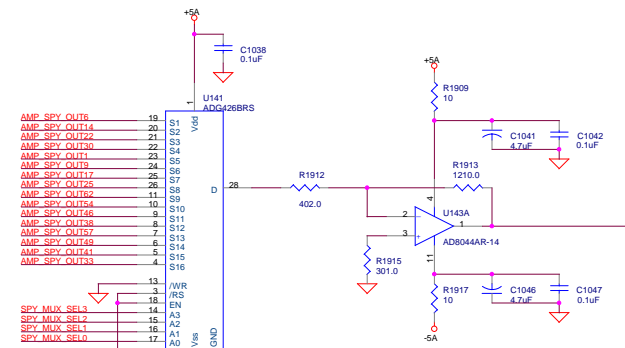 +5A
C1038
0.1uF
+5A
R1909
10
C1041
4.7uF
C1042
0.1uF
U141
ADG426BRS
1
Vdd
AMP_SPY_OUT6 19 S1
AMP_SPY_OUT14 20 S2
AMP_SPY_OUT22 21 S3
AMP_SPY_OUT30 22 S4
AMP_SPY_OUT1 23 S5
AMP_SPY_OUT9 24 S6
AMP_SPY_OUT17 25 S7
AMP_SPY_OUT25 26 S8
AMP_SPY_OUT62 11 S9
AMP_SPY_OUT54 10 S10
AMP_SPY_OUT46 9 S11
AMP_SPY_OUT38 8 S12
AMP_SPY_OUT57 7 S13
AMP_SPY_OUT49 6 S14
AMP_SPY_OUT41 5 S15
AMP_SPY_OUT33 4 S16
D 28
R1912
402.0
R1913
1210.0
4
2 -
3 +
1
11
U143A
AD8044AR-14
R1915
301.0
13 /WR
3 /RS
18 EN
SPY_MUX_SEL3 14 A3
SPY_MUX_SEL2 15 A2
SPY_MUX_SEL1 16 A1
SPY_MUX_SEL0 17 A0
Vss
GND
R1917
10
-5A
C1046
4.7uF
C1047
0.1uF